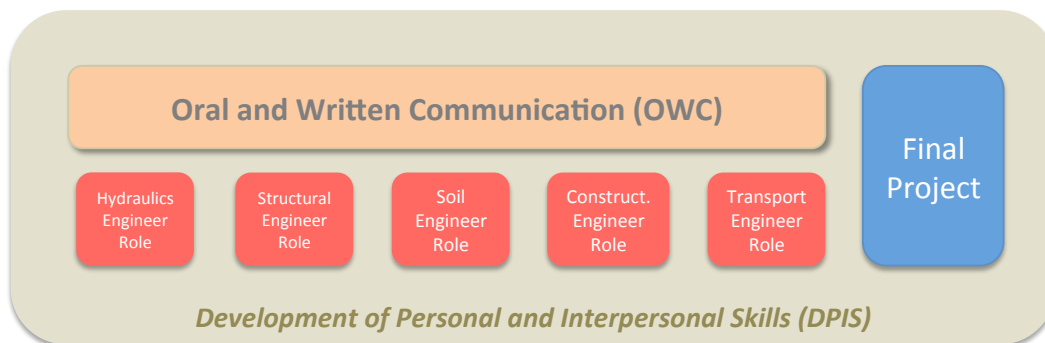 Oral and Written Communication (OWC)
Final
Project
Hydraulics
Engineer
Role
Structural
Engineer
Role
Soil
Engineer
Role
Construct.
Engineer
Role
Transport
Engineer
Role
Development of Personal and Interpersonal Skills (DPIS)